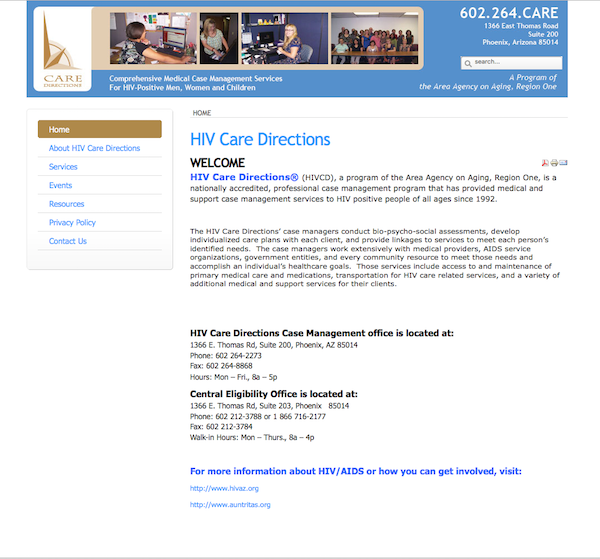 CARE
DIRECTIONS
Comprehensive Medical Case Management Services
For HIV-Positive Men, Women and Children
602.264.CARE
1366 East Thomas Road
Suite 200
Phoenix, Arizona 85014
search...
A Program of
the Area Agency on Aging, Region One
Home
About HIV Care Directions
Services
Events
Resources
Privacy Policy
Contact Us
HOME
HIV Care Directions
WELCOME
HIV Care Directions® (HIVCD), a program of the Area Agency on Aging, Region One, is a
nationally accredited, professional case management program that has provided medical and
support case management services to HIV positive people of all ages since 1992.
The HIV Care Directions' case managers conduct bio-psycho-social assessments, develop
individualized care plans with each client, and provide linkages to services to meet each person's
identified needs.  The case managers work extensively with medical providers, AIDS service
organizations, government entities, and every community resource to meet those needs and
accomplish an individual's healthcare goals.  Those services include access to and maintenance of
primary medical care and medications, transportation for HIV care related services, and a variety of
additional medical and support services for their clients.
HIV Care Directions Case Management office is located at:
1366 E. Thomas Rd, Suite 200, Phoenix, AZ 85014
Phone: 602 264-2273
Fax: 602 264-8868
Hours: Mon – Fri., 8a – 5p
Central Eligibility Office is located at:
1366 E. Thomas Rd, Suite 203, Phoenix   85014
Phone: 602 212-3788 or 1 866 716-2177
Fax: 602 212-3784
Walk-in Hours: Mon – Thurs., 8a – 4p
For more information about HIV/AIDS or how you can get involved, visit:
http://www.hivaz.org
http://www.auntritas.org